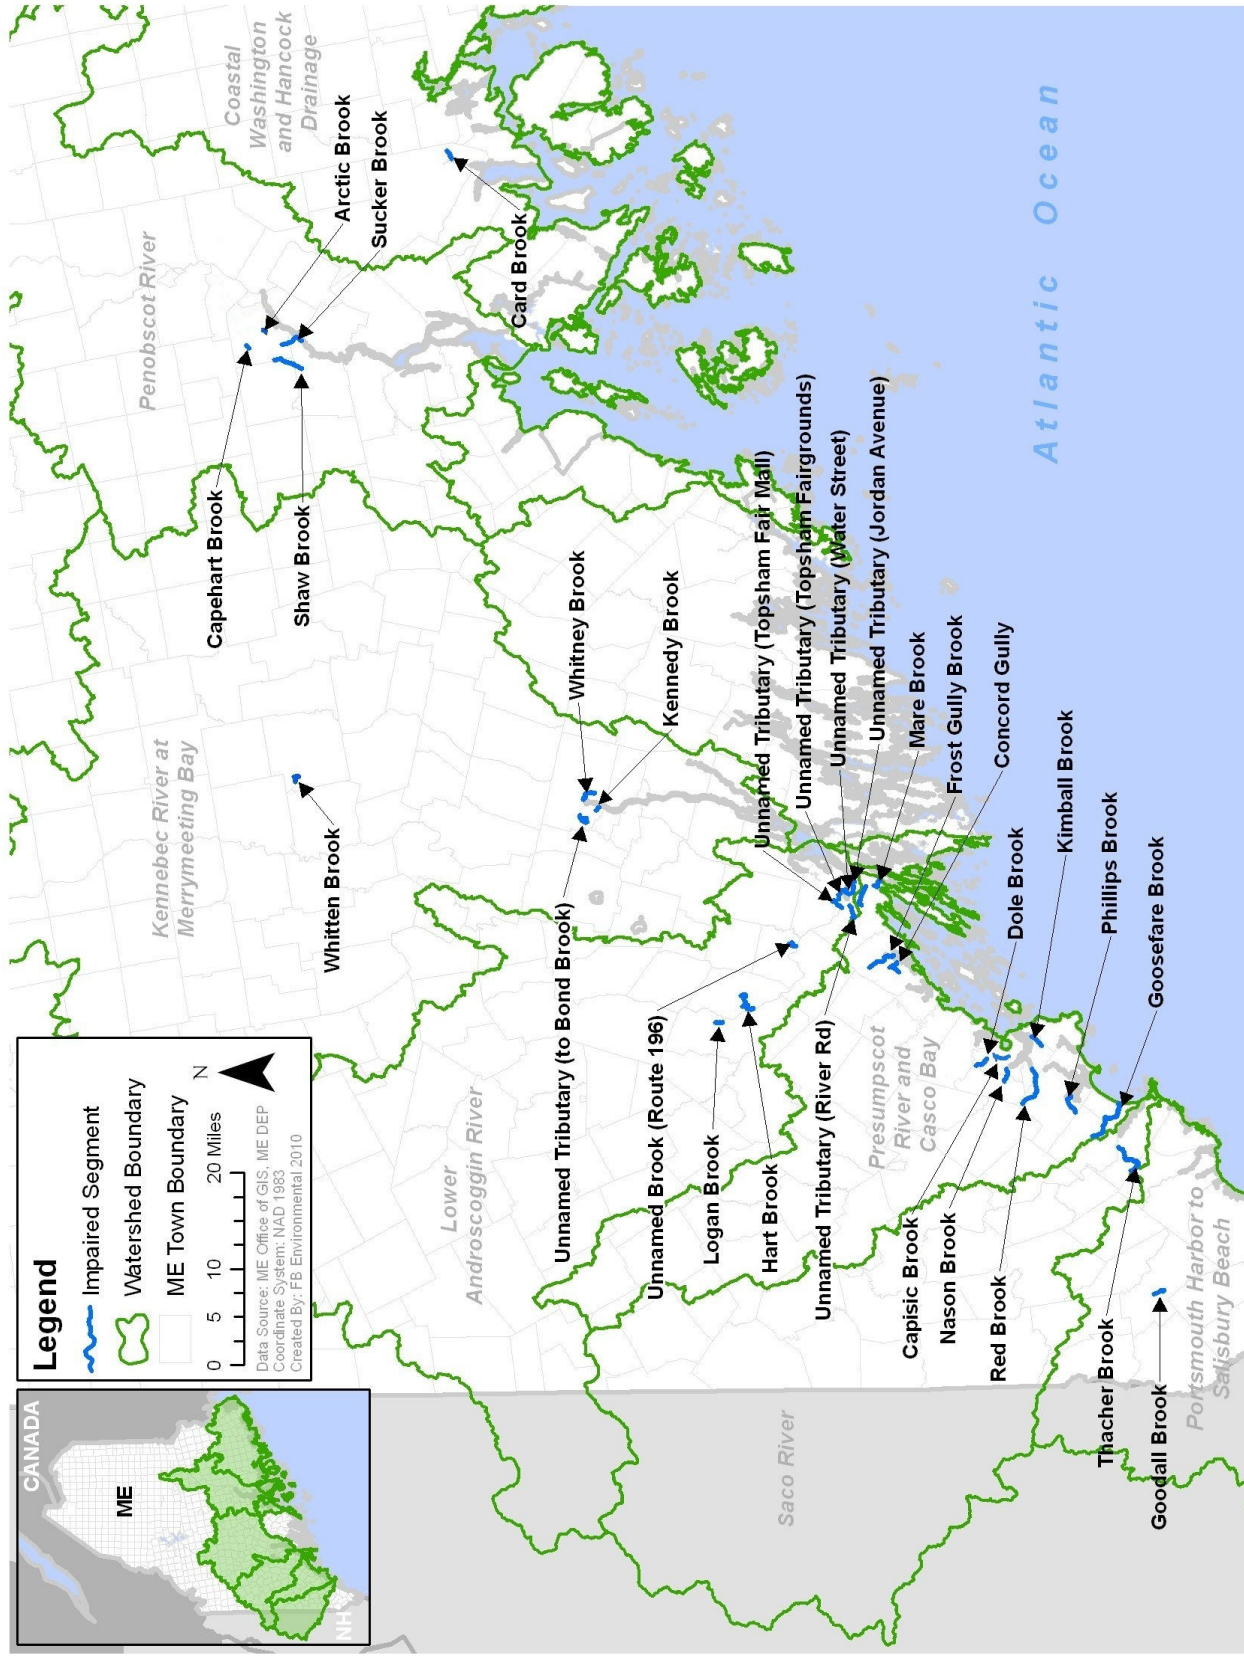 CANADA
ME
NH
Legend
Impaired Segment
Watershed Boundary
ME Town Boundary
0 5 10 20 Miles
N
Data Source: ME Office of GIS, ME DEP
Coordinate System: NAD 1983
Created By: FB Environmental 2010
Coastal
Washington
and Hancock
Drainage
Penobscot River
Arctic Brook
Sucker Brook
Capehart Brook
Shaw Brook
Card Brook
Kennebec River at
Merrymeeting Bay
Whitten Brook
Whitney Brook
Kennedy Brook
Unnamed Tributary (to Bond Brook)
Lower
Androscoggin River
Unnamed Brook (Route 196)
Logan Brook
Hart Brook
Unnamed Tributary (River Rd)
Unnamed Tributary (Topsham Fair Mall)
Unnamed Tributary (Topsham Fairgrounds)
Unnamed Tributary (Water Street)
Unnamed Tributary (Jordan Avenue)
Mare Brook
Frost Gully Brook
Concord Gully
Presumpscot
River and
Casco Bay
Dole Brook
Kimball Brook
Phillips Brook
Goosefare Brook
Capisic Brook
Nason Brook
Red Brook
Saco River
Thacher Brook
Goodall Brook
Portsmouth Harbor to
Salisbury Beach
Atlantic Ocean